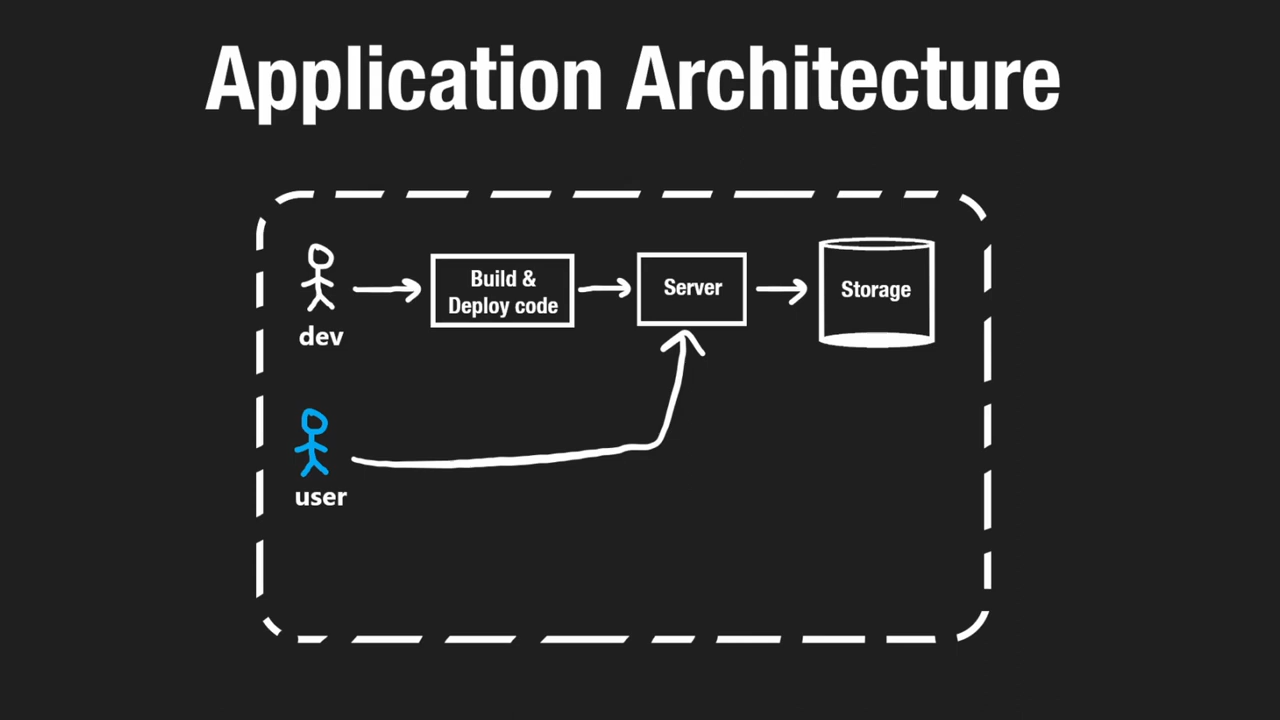 Application Architecture
Build &
Deploy code
Server
Storage
dev
user